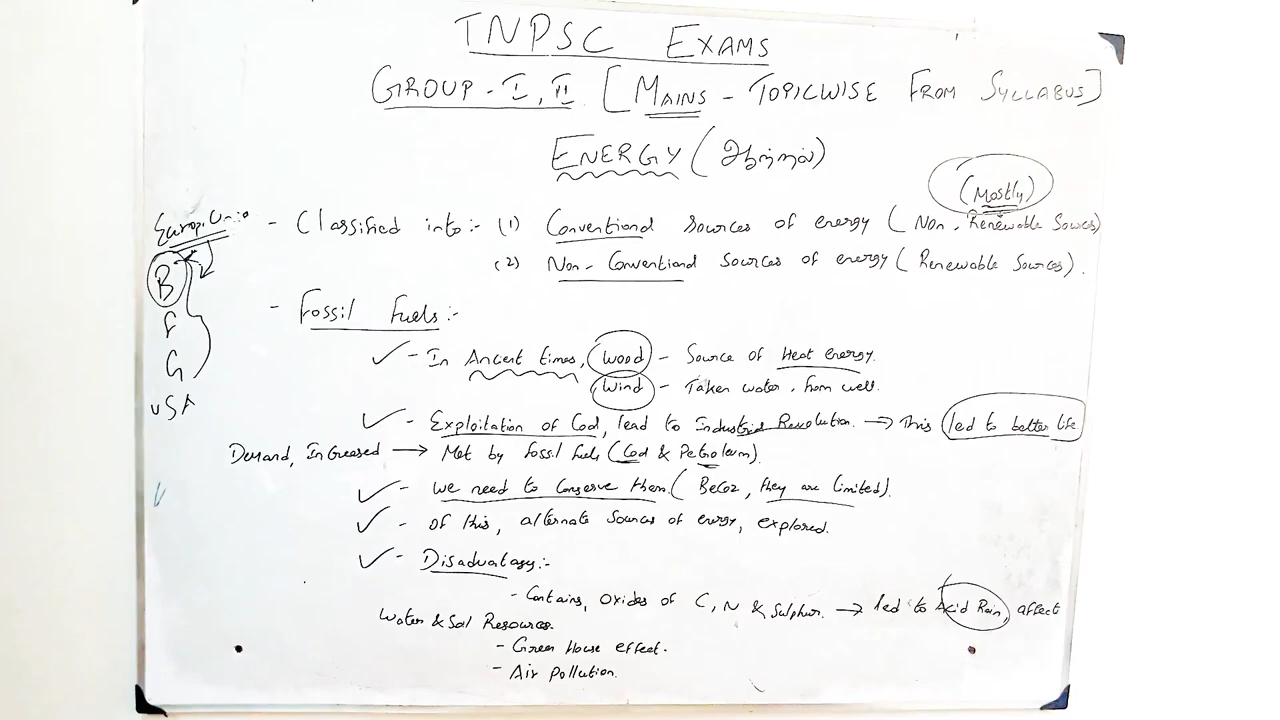 TNPSC EXAMS
GROUP - I, II [MAINS - TOPICWISE FROM SYLLABUS]
ENERGY (ஆற்றல்)
(Mostly)
- Classified into:- (1) Conventional Sources of energy (Non-Renewable Sources)
(2) Non-Conventional Sources of energy (Renewable Sources).
Europ. Unio
B
F
G
USA
- Fossil Fuels:-
✓ - In Ancient times, Wood - Source of Heat energy.
Wind - Taken water, from well.
✓ - Exploitation of Coal, lead to Industrial Revolution. → This led to better life.
Demand, Increased → Met by fossil fuels (Coal & Petroleum).
✓ - We need to Conserve them. (Becoz, they are limited).
✓ - Of this, alternate Sources of energy, explored.
✓ - Disadvatags:-
- Contains, Oxides of C, N & Sulphur. → led to Acid Rain, affect
Water & Soil Resources.
- Green House effect.
- Air pollution.